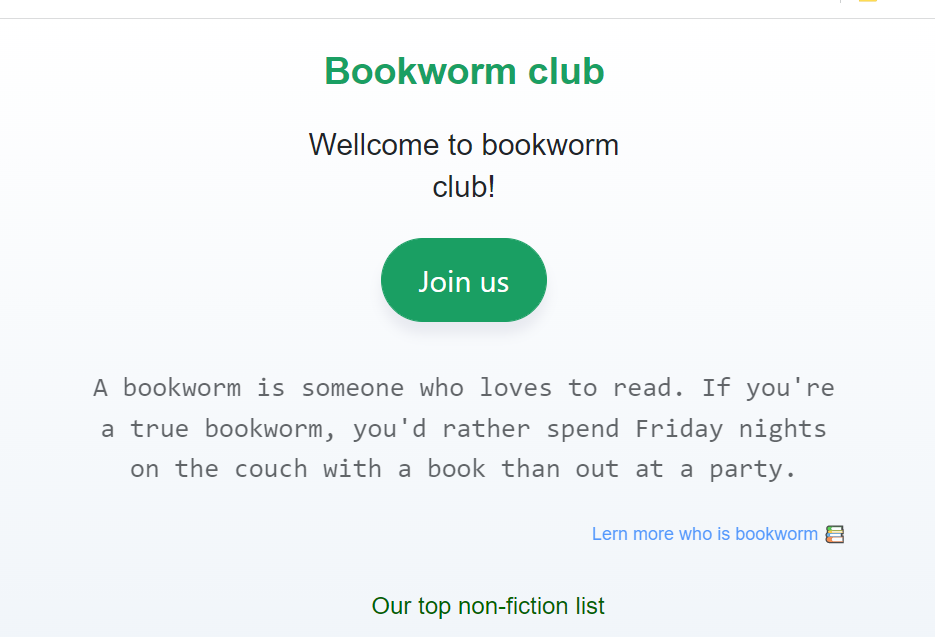 Bookworm club
Wellcome to bookworm
club!
Join us
A bookworm is someone who loves to read. If you're
a true bookworm, you'd rather spend Friday nights
on the couch with a book than out at a party.
Lern more who is bookworm 📚
Our top non-fiction list